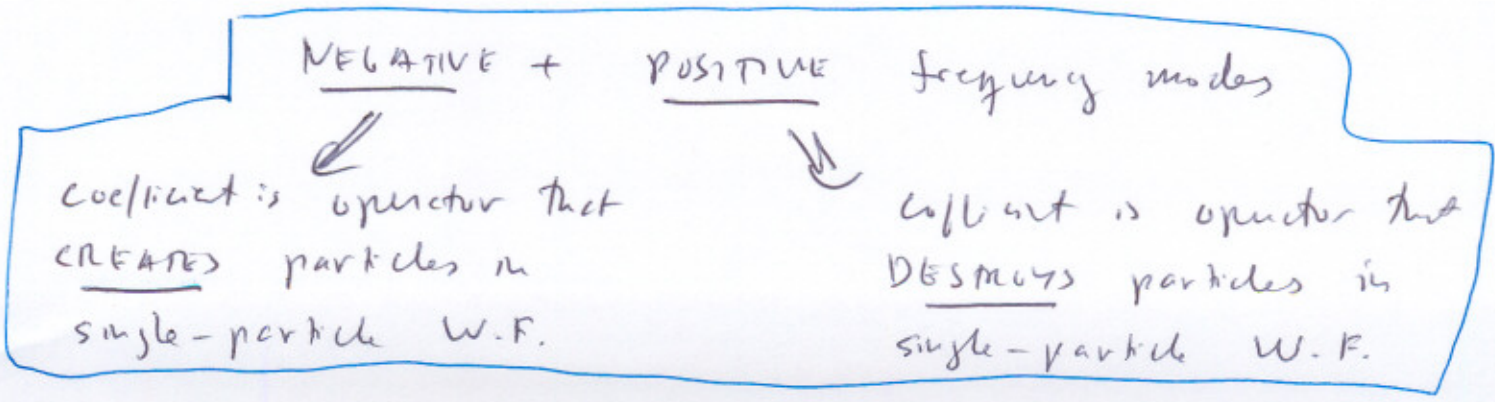 NEGATIVE + POSITIVE frequency modes
Coefficient is operator that
CREATES particles in
single-particle W.F.
Coefficient is operator that
DESTROYS particles in
single-particle W.F.